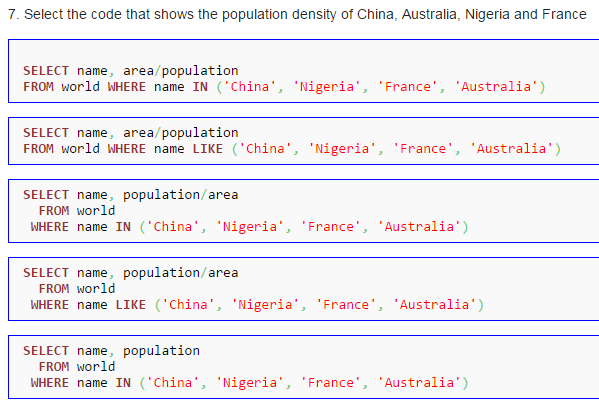 7. Select the code that shows the population density of China, Australia, Nigeria and France
SELECT name, area/population
FROM world WHERE name IN ('China', 'Nigeria', 'France', 'Australia')
SELECT name, area/population
FROM world WHERE name LIKE ('China', 'Nigeria', 'France', 'Australia')
SELECT name, population/area
FROM world
WHERE name IN ('China', 'Nigeria', 'France', 'Australia')
SELECT name, population/area
FROM world
WHERE name LIKE ('China', 'Nigeria', 'France', 'Australia')
SELECT name, population
FROM world
WHERE name IN ('China', 'Nigeria', 'France', 'Australia')